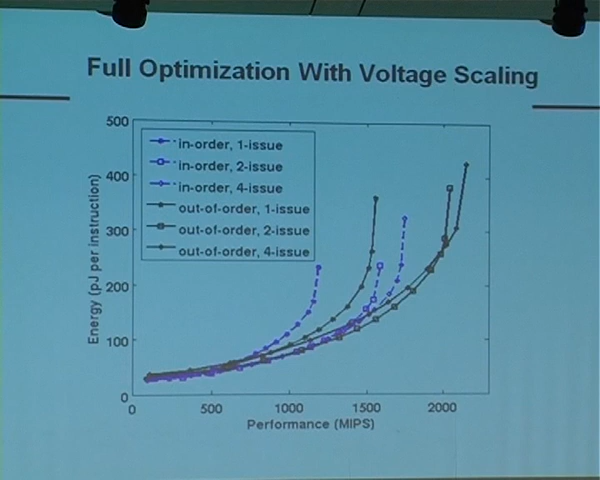 Full Optimization With Voltage Scaling
500
400
300
200
100
0
Energy (pJ per instruction)
in-order, 1-issue
in-order, 2-issue
in-order, 4-issue
out-of-order, 1-issue
out-of-order, 2-issue
out-of-order, 4-issue
0 500 1000 1500 2000
Performance (MIPS)